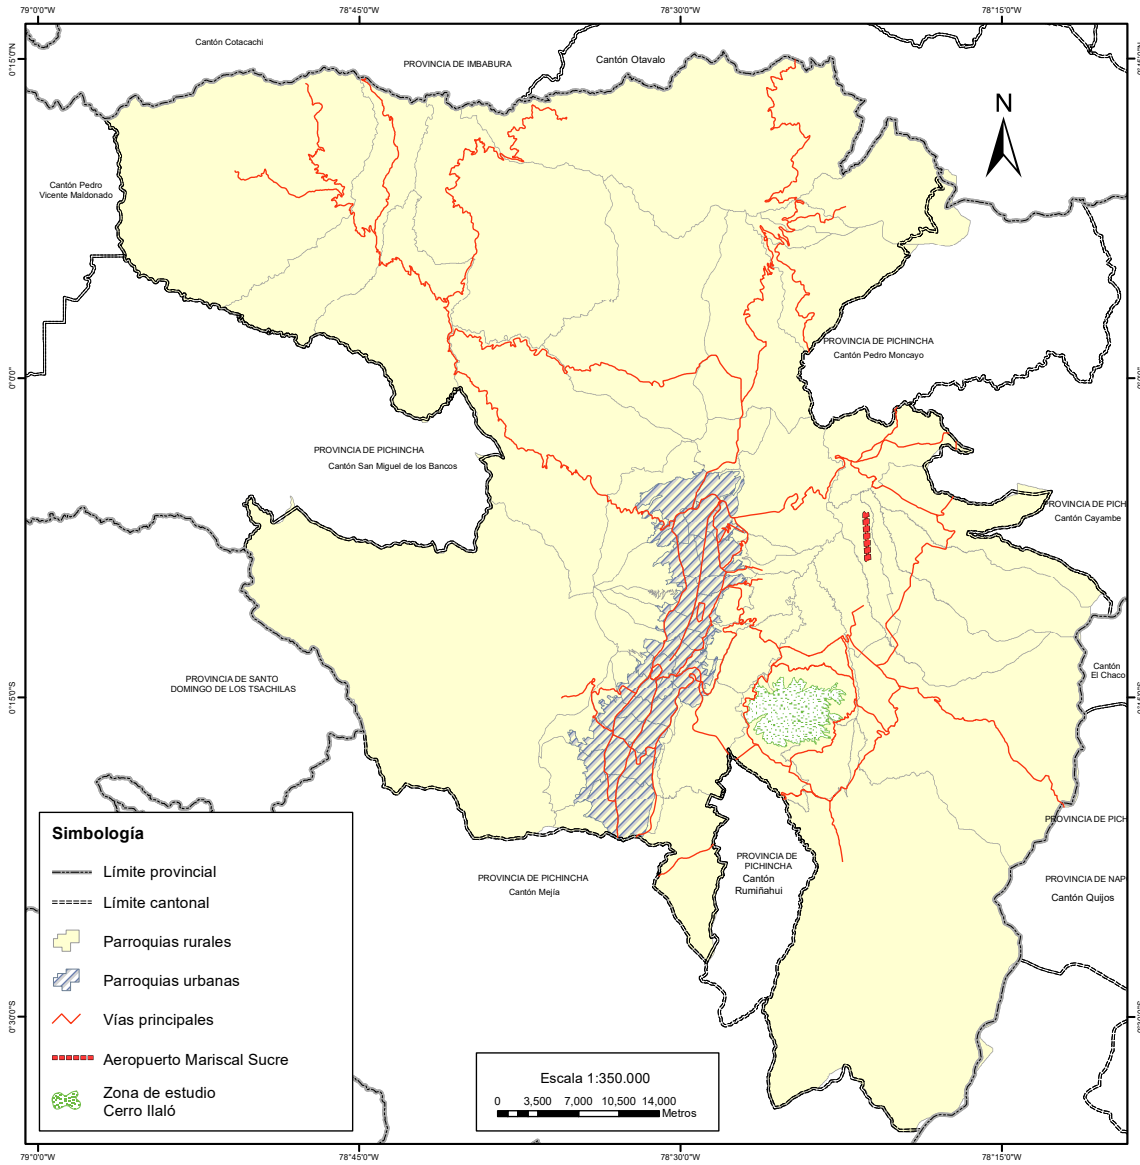 79°0'0"W
78°45'0"W
78°30'0"W
78°15'0"W
0°15'0"N
Cantón Cotacachi
PROVINCIA DE IMBABURA
Cantón Otavalo
N
Cantón Pedro
Vicente Maldonado
PROVINCIA DE PICHINCHA
Cantón Pedro Moncayo
0°0'0"
PROVINCIA DE PICHINCHA
Cantón San Miguel de los Bancos
PROVINCIA DE PICH
Cantón Cayambe
Cantón
El Chaco
PROVINCIA DE SANTO
DOMINGO DE LOS TSACHILAS
0°15'0"S
PROVINCIA DE PICH
PROVINCIA DE
PICHINCHA
Cantón
Rumiñahui
PROVINCIA DE PICHINCHA
Cantón Mejía
PROVINCIA DE NAP
Cantón Quijos
0°30'0"S
Simbología
Límite provincial
Límite cantonal
Parroquias rurales
Parroquias urbanas
Vías principales
Aeropuerto Mariscal Sucre
Zona de estudio
Cerro Ilaló
Escala 1:350.000
0 3,500 7,000 10,500 14,000
Metros
79°0'0"W
78°45'0"W
78°30'0"W
78°15'0"W